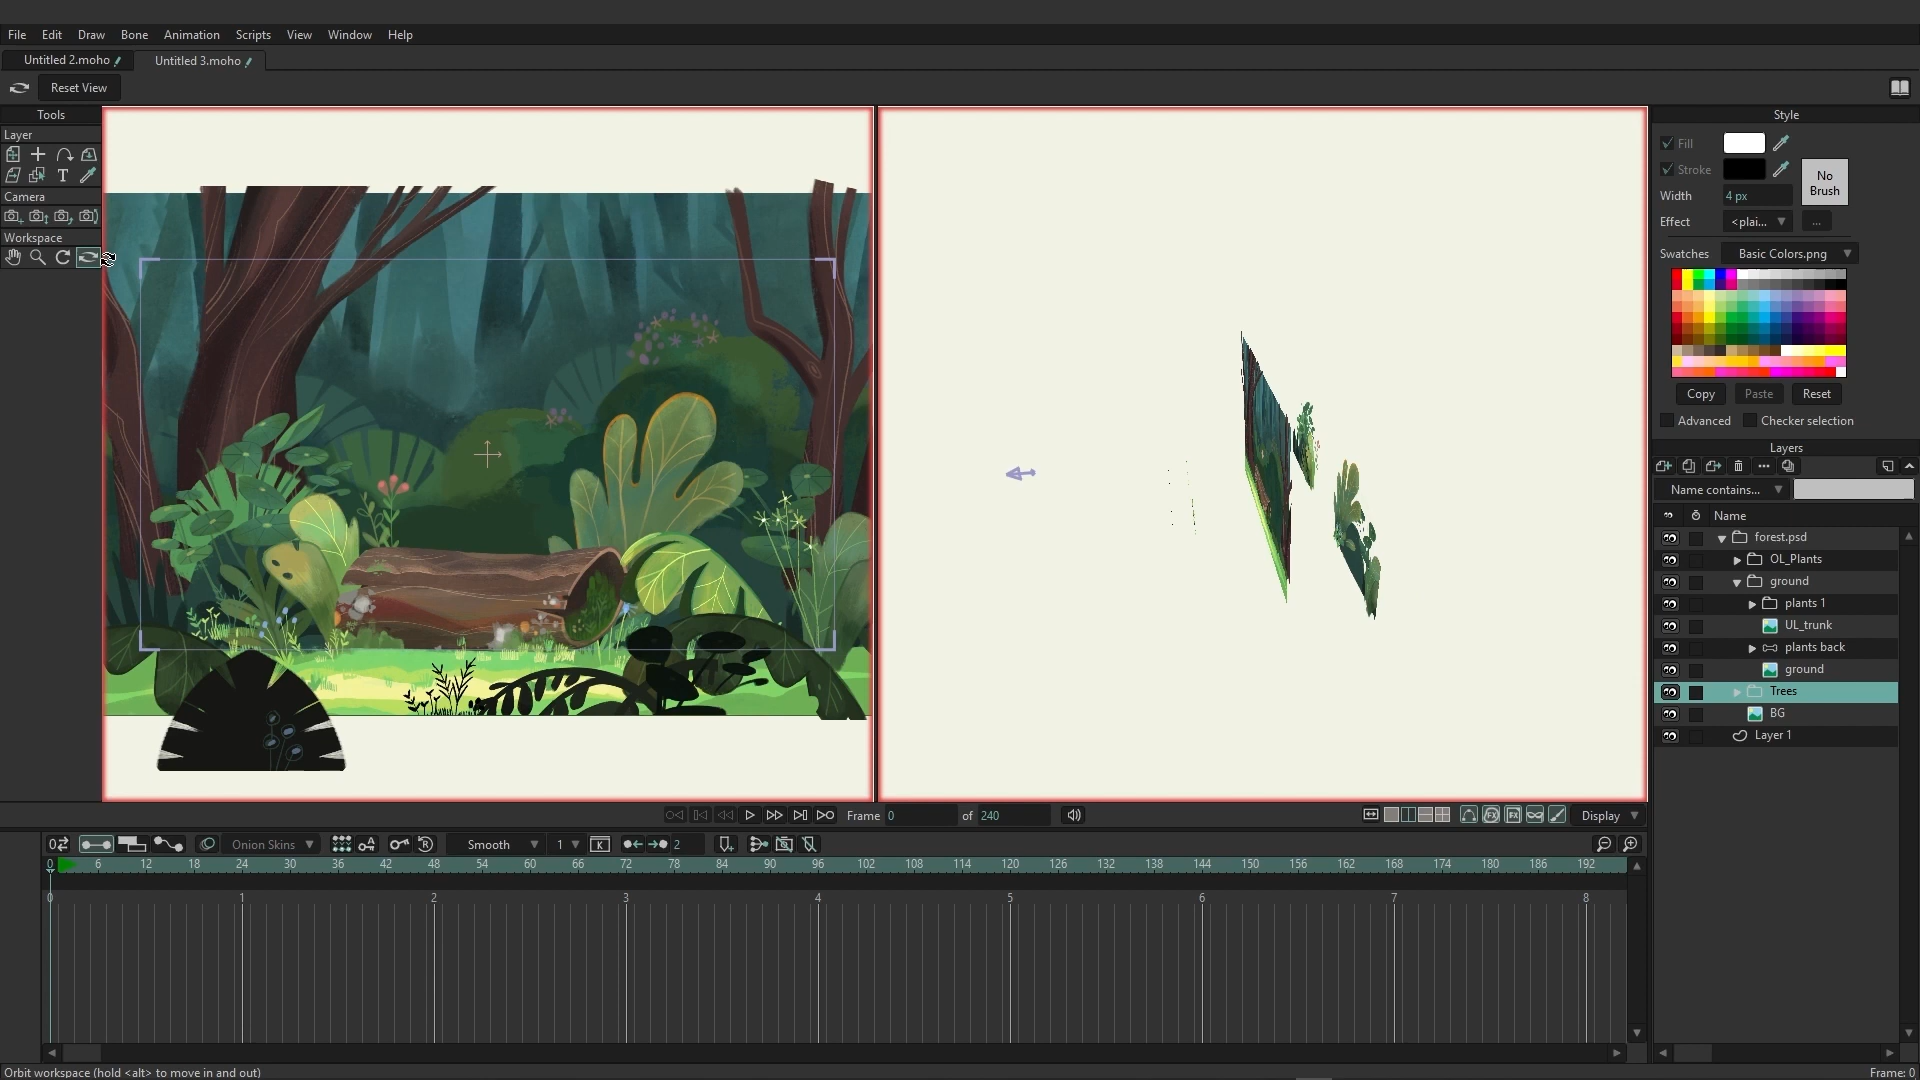 File Edit Draw Bone Animation Scripts View Window Help
Untitled 2.moho Untitled 3.moho
Reset View
Tools
Layer
T
Camera
Workspace
Style
Fill
Stroke
No Brush
Width 4 px
Effect <plai... ...
Swatches Basic Colors.png
Copy Paste Reset
Advanced Checker selection
Layers
Name contains...
Name
forest.psd
OL_Plants
ground
plants 1
UL_trunk
plants back
ground
Trees
BG
Layer 1
Frame 0 of 240 Display
Onion Skins Smooth 1 K 2
0 6 12 18 24 30 36 42 48 54 60 66 72 78 84 90 96 102 108 114 120 126 132 138 144 150 156 162 168 174 180 186 192
0 1 2 3 4 5 6 7 8
Orbit workspace (hold <alt> to move in and out) Frame: 0